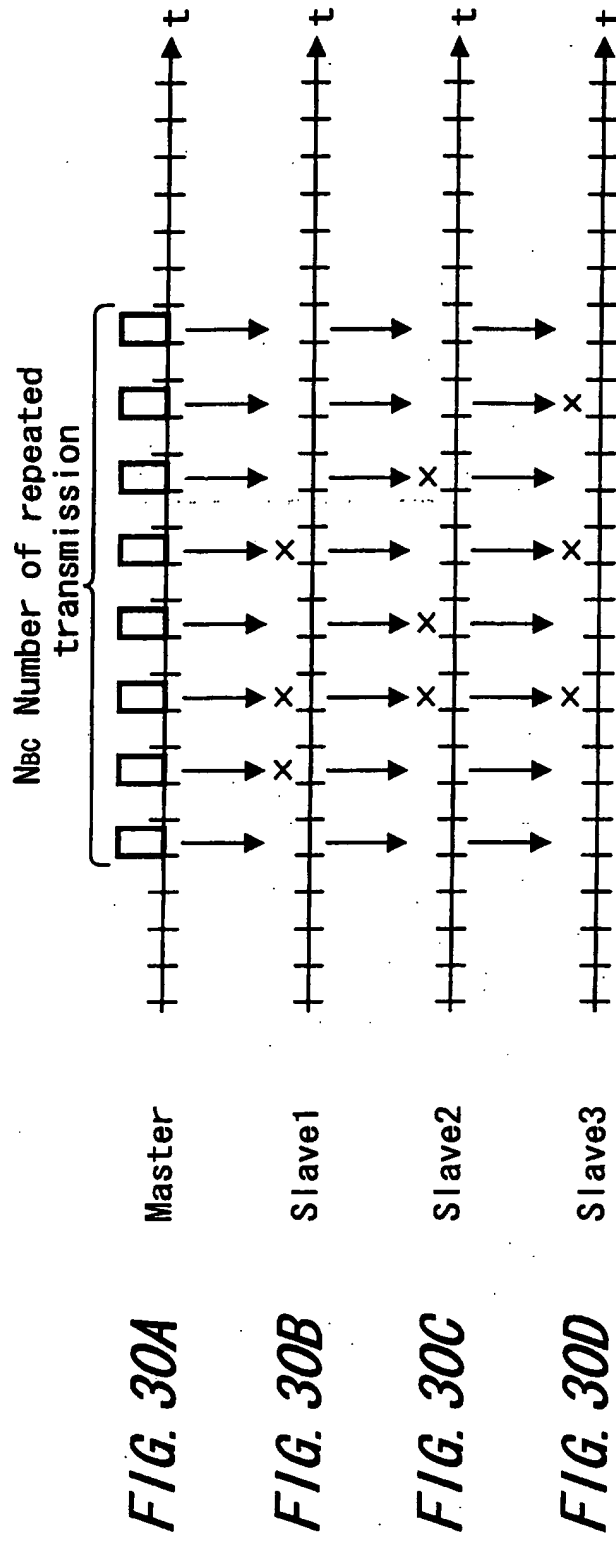 NBC Number of repeated
transmission
FIG. 30A Master t
FIG. 30B Slave1 t
× × ×
FIG. 30C Slave2 t
× × ×
FIG. 30D Slave3 t
× × ×